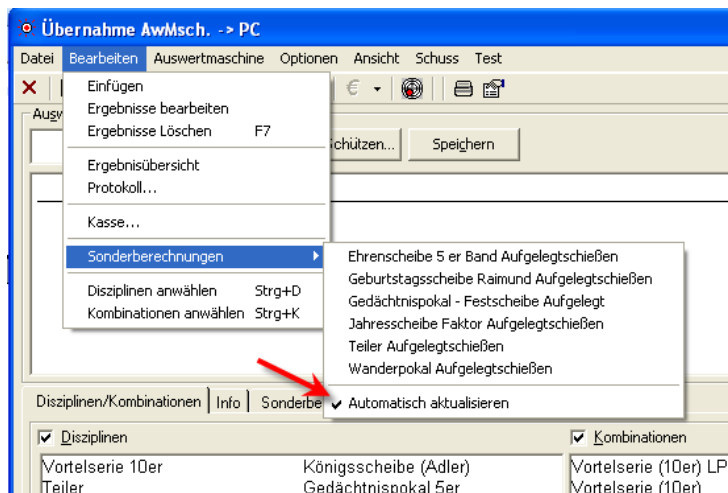 Übernahme AwMsch. -> PC
Datei Bearbeiten Auswertmaschine Optionen Ansicht Schuss Test
Einfügen
Ergebnisse bearbeiten
Ergebnisse Löschen F7
Ergebnisübersicht
Protokoll...
Kasse...
Sonderberechnungen
Disziplinen anwählen Strg+D
Kombinationen anwählen Strg+K
€
Speichern
Ehrenscheibe 5 er Band Aufgelegtschießen
Geburtstagsscheibe Raimund Aufgelegtschießen
Gedächtnispokal - Festscheibe Aufgelegt
Jahresscheibe Faktor Aufgelegtschießen
Teiler Aufgelegtschießen
Wanderpokal Aufgelegtschießen
Automatisch aktualisieren
Disziplinen/Kombinationen Info Sonderbe
Disziplinen Kombinationen
Vortelserie 10er Königsscheibe (Adler) Vortelserie (10er) LP
Teiler Gedächtnispokal 5er Vortelserie (10er)